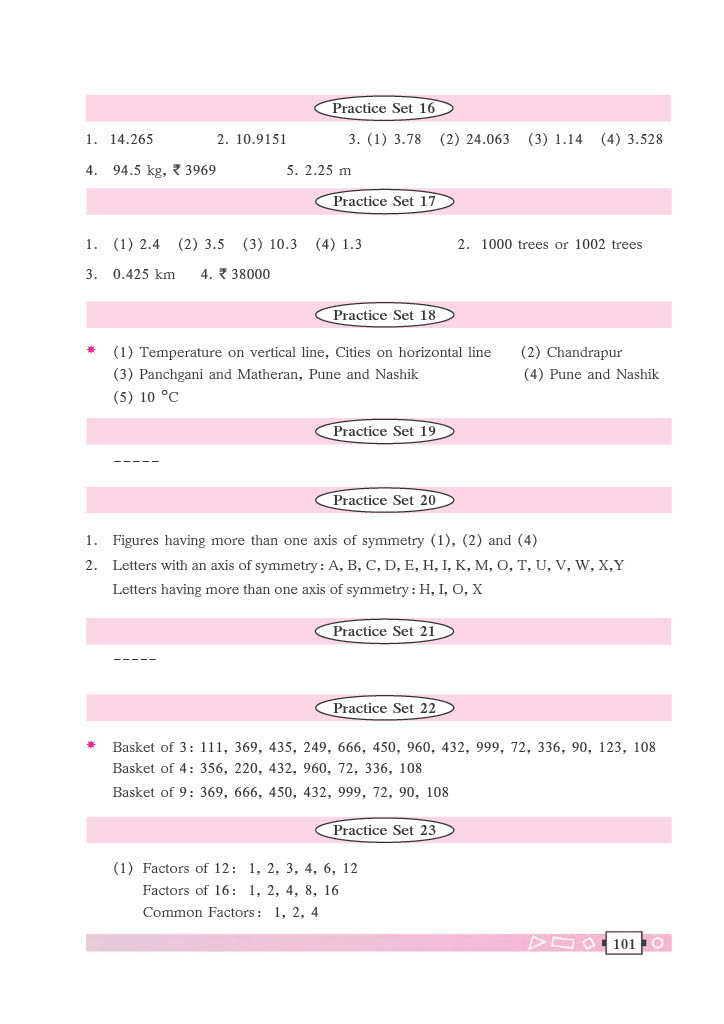 Practice Set 16
1. 14.265 2. 10.9151 3. (1) 3.78 (2) 24.063 (3) 1.14 (4) 3.528
4. 94.5 kg, ₹ 3969 5. 2.25 m
Practice Set 17
1. (1) 2.4 (2) 3.5 (3) 10.3 (4) 1.3 2. 1000 trees or 1002 trees
3. 0.425 km 4. ₹ 38000
Practice Set 18
(1) Temperature on vertical line, Cities on horizontal line (2) Chandrapur
(3) Panchgani and Matheran, Pune and Nashik (4) Pune and Nashik
(5) 10 °C
Practice Set 19
-----
Practice Set 20
1. Figures having more than one axis of symmetry (1), (2) and (4)
2. Letters with an axis of symmetry : A, B, C, D, E, H, I, K, M, O, T, U, V, W, X,Y
Letters having more than one axis of symmetry : H, I, O, X
Practice Set 21
-----
Practice Set 22
Basket of 3 : 111, 369, 435, 249, 666, 450, 960, 432, 999, 72, 336, 90, 123, 108
Basket of 4 : 356, 220, 432, 960, 72, 336, 108
Basket of 9 : 369, 666, 450, 432, 999, 72, 90, 108
Practice Set 23
(1) Factors of 12 : 1, 2, 3, 4, 6, 12
Factors of 16 : 1, 2, 4, 8, 16
Common Factors : 1, 2, 4
101